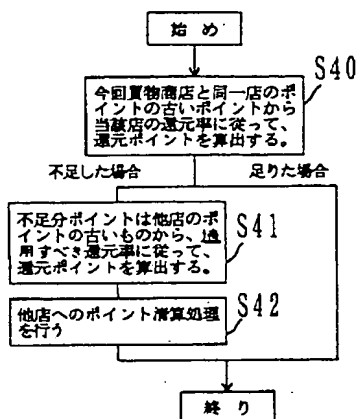 始め
S40
今回買物商店と同一店のポ
イントの古いポイントから
当該店の還元率に従って、
還元ポイントを算出する。
不足した場合
足りた場合
不足分ポイントは他店のポ
イントの古いものから、適
用すべき還元率に従って、
還元ポイントを算出する。
S41
他店へのポイント清算処理
を行う
S42
終り